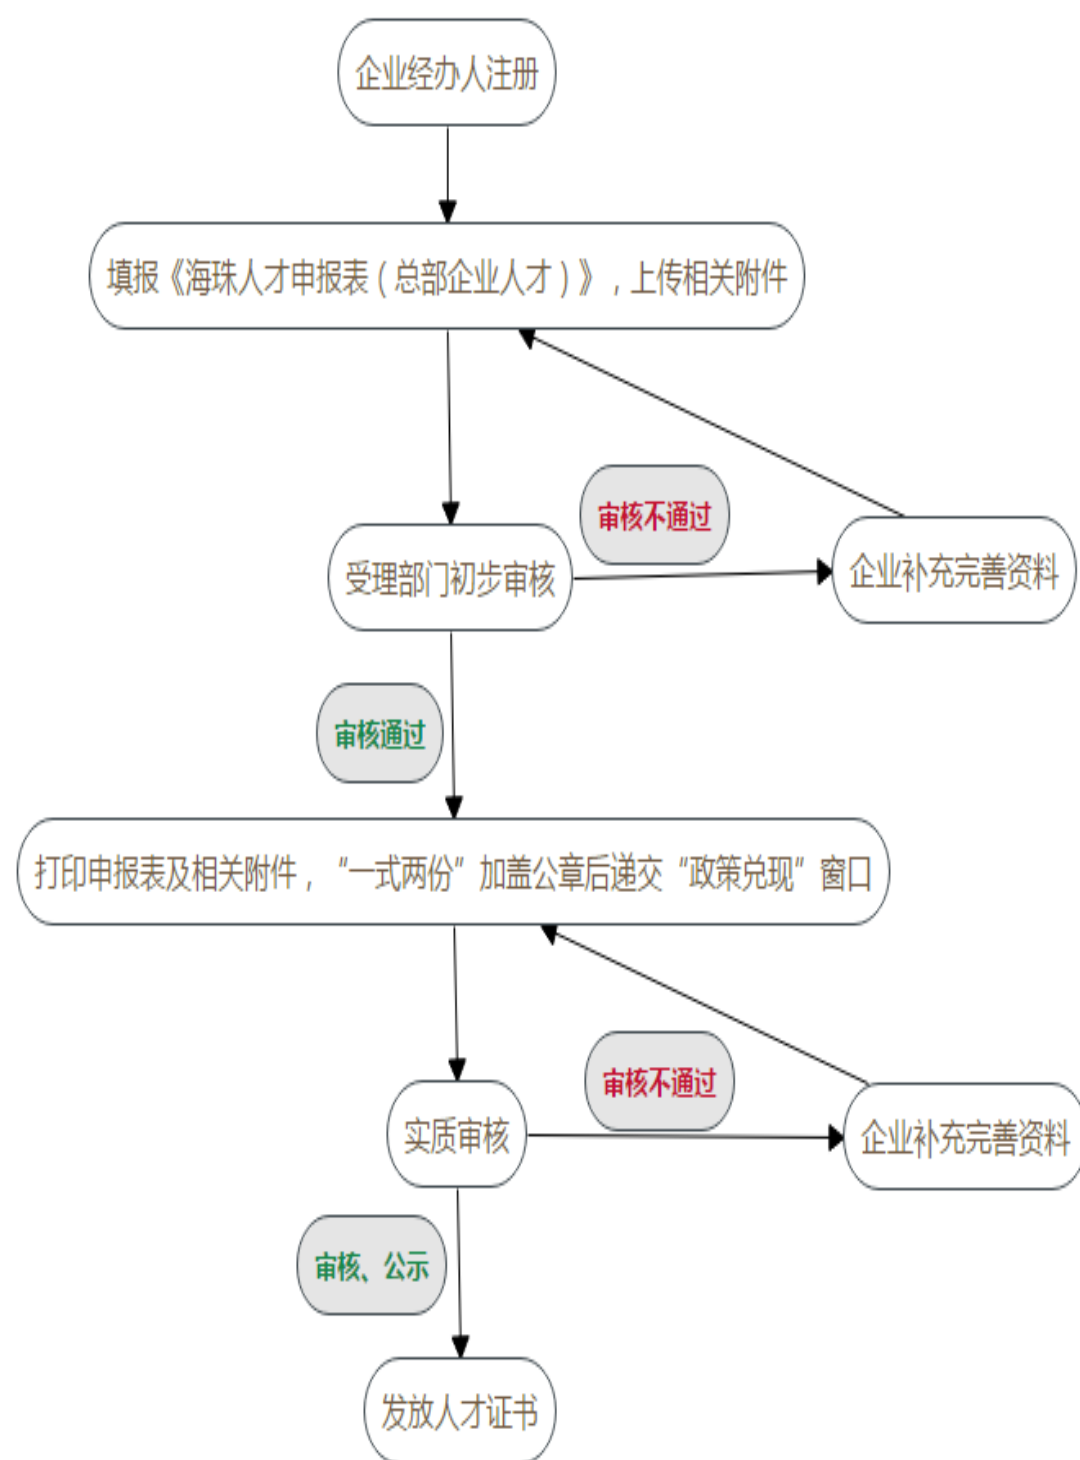 企业经办人注册
填报《海珠人才申报表（总部企业人才）》，上传相关附件
审核不通过
受理部门初步审核
企业补充完善资料
审核通过
打印申报表及相关附件，“一式两份”加盖公章后递交“政策兑现”窗口
审核不通过
实质审核
企业补充完善资料
审核、公示
发放人才证书